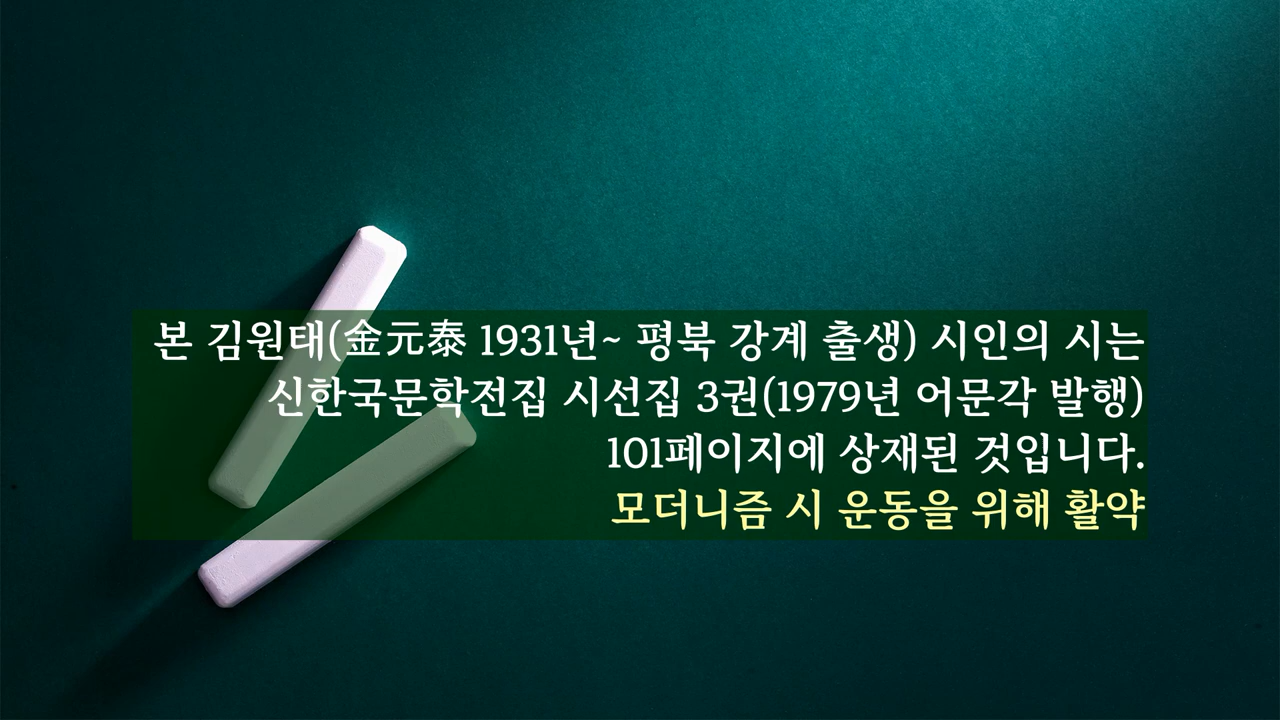 본 김원태(金元泰 1931년~ 평북 강계 출생) 시인의 시는
신한국문학전집 시선집 3권(1979년 어문각 발행)
101페이지에 상재된 것입니다.
모더니즘 시 운동을 위해 활약